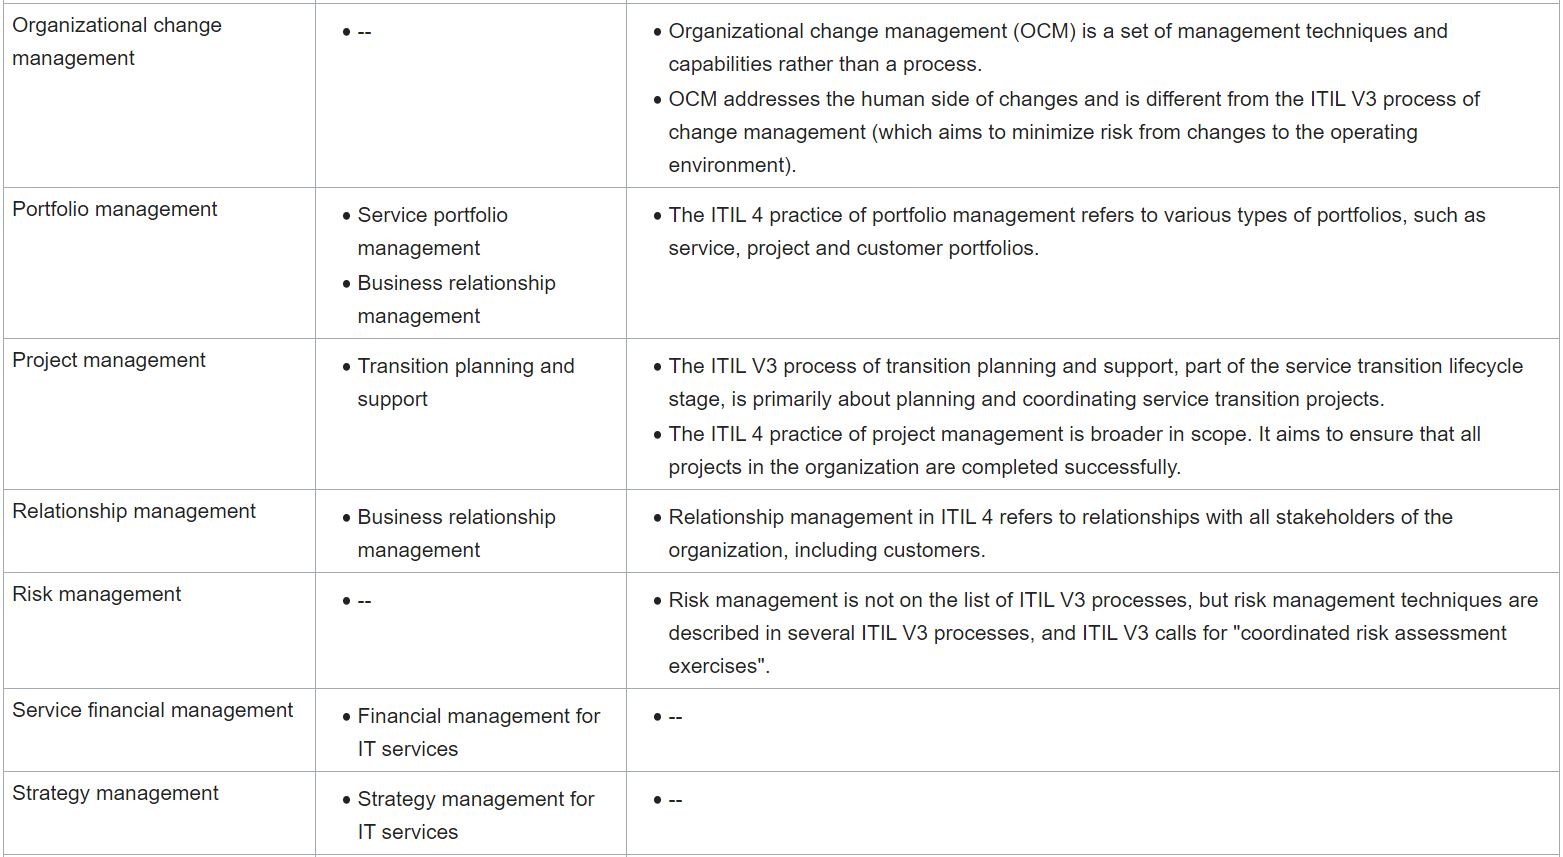 Organizational change
management
• --
• Organizational change management (OCM) is a set of management techniques and
capabilities rather than a process.
• OCM addresses the human side of changes and is different from the ITIL V3 process of
change management (which aims to minimize risk from changes to the operating
environment).
Portfolio management
• Service portfolio
management
• Business relationship
management
• The ITIL 4 practice of portfolio management refers to various types of portfolios, such as
service, project and customer portfolios.
Project management
• Transition planning and
support
• The ITIL V3 process of transition planning and support, part of the service transition lifecycle
stage, is primarily about planning and coordinating service transition projects.
• The ITIL 4 practice of project management is broader in scope. It aims to ensure that all
projects in the organization are completed successfully.
Relationship management
• Business relationship
management
• Relationship management in ITIL 4 refers to relationships with all stakeholders of the
organization, including customers.
Risk management
• --
• Risk management is not on the list of ITIL V3 processes, but risk management techniques are
described in several ITIL V3 processes, and ITIL V3 calls for "coordinated risk assessment
exercises".
Service financial management
• Financial management for
IT services
• --
Strategy management
• Strategy management for
IT services
• --